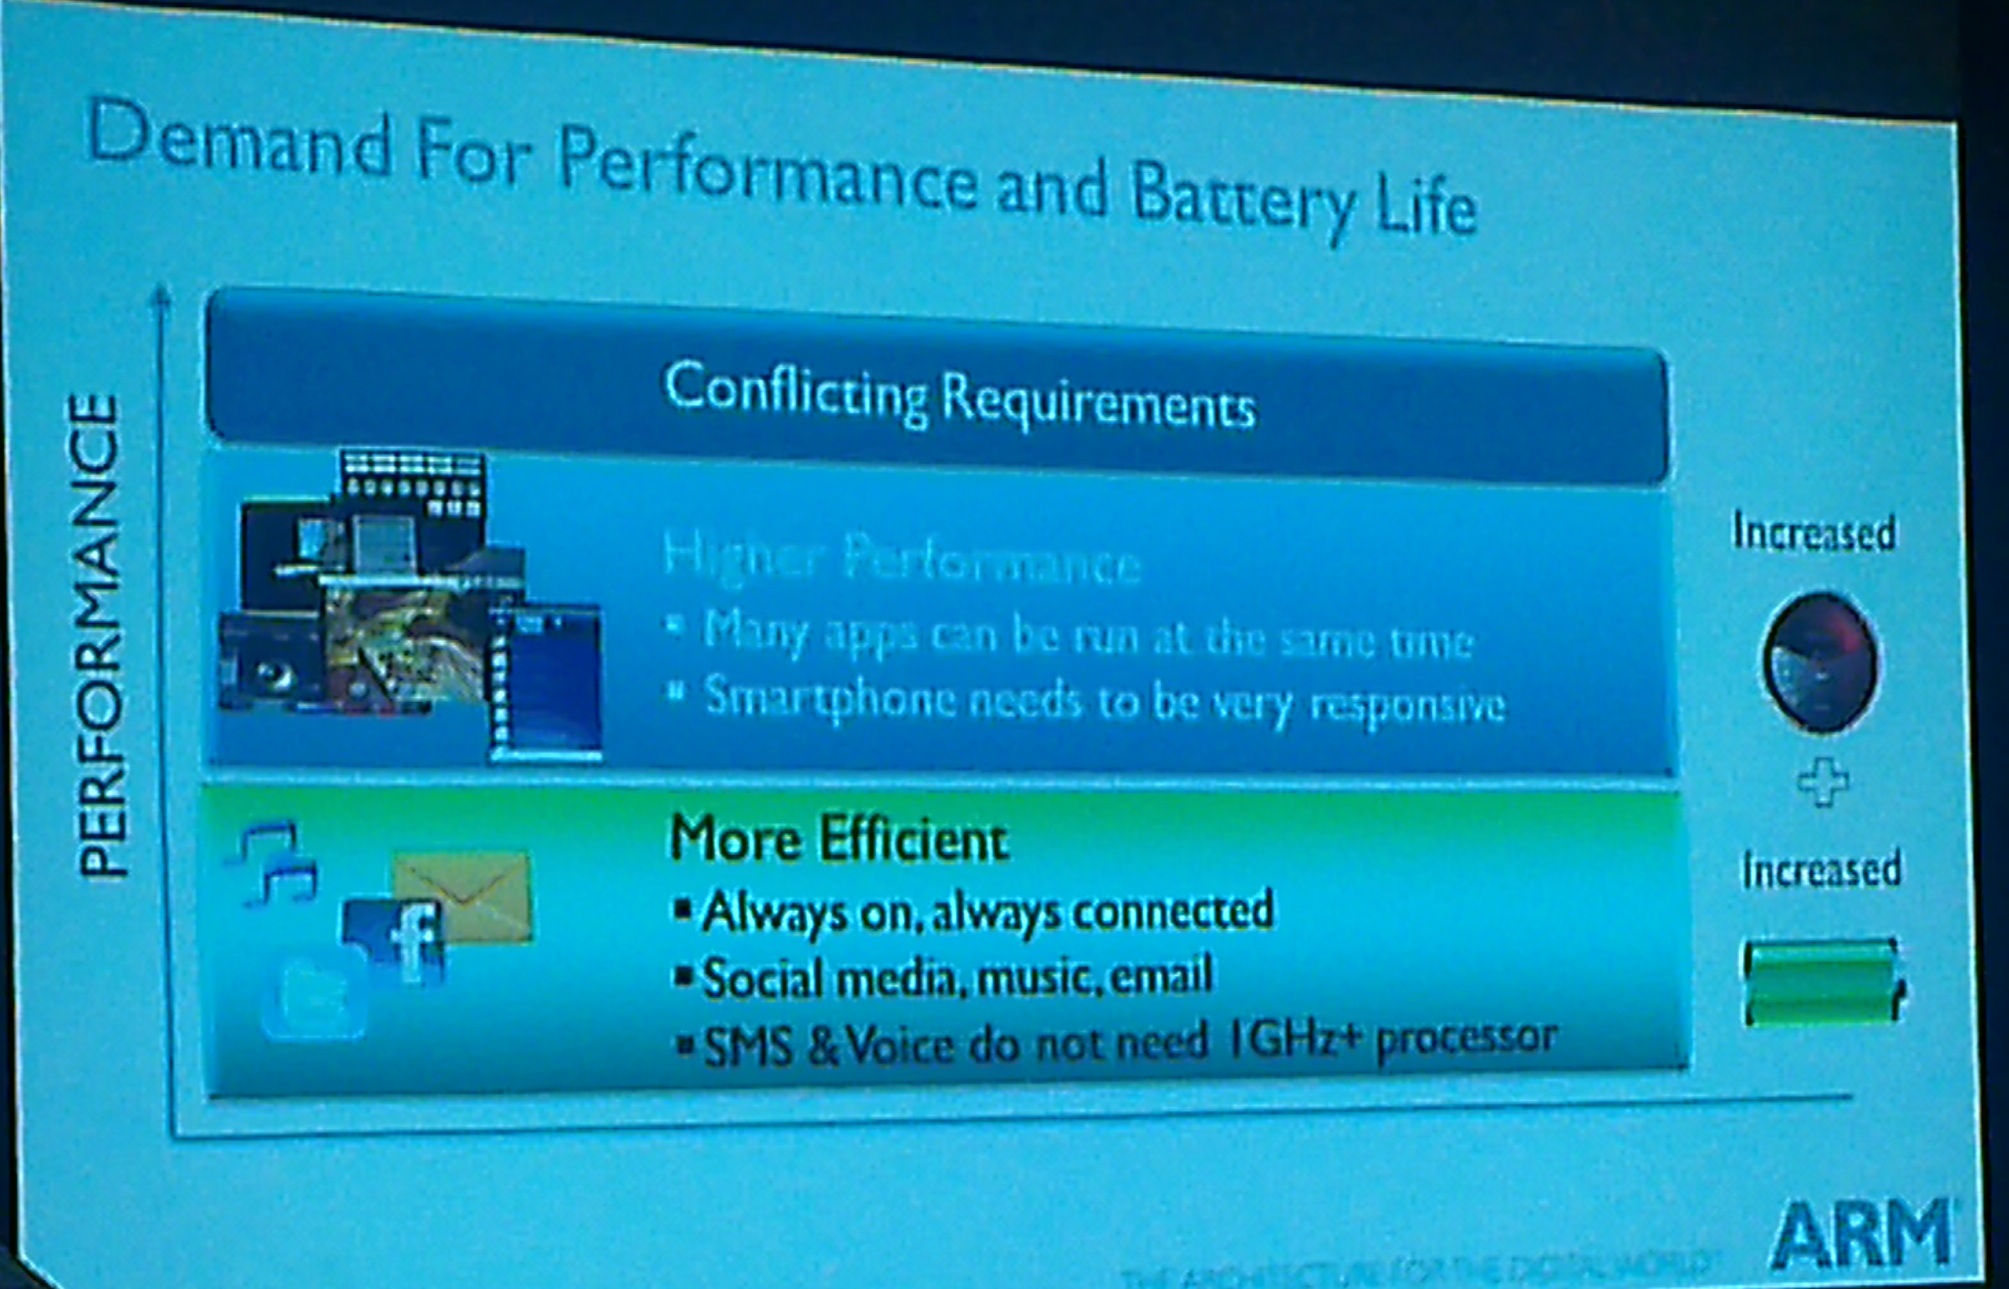 Demand For Performance and Battery Life
PERFORMANCE
Conflicting Requirements
Higher Performance
▪ Many apps can be run at the same time
▪ Smartphone needs to be very responsive
More Efficient
▪ Always on, always connected
▪ Social media, music, email
▪ SMS & Voice do not need 1GHz+ processor
Increased
Increased
f
THE ARCHITECTURE FOR THE DIGITAL WORLD
ARM